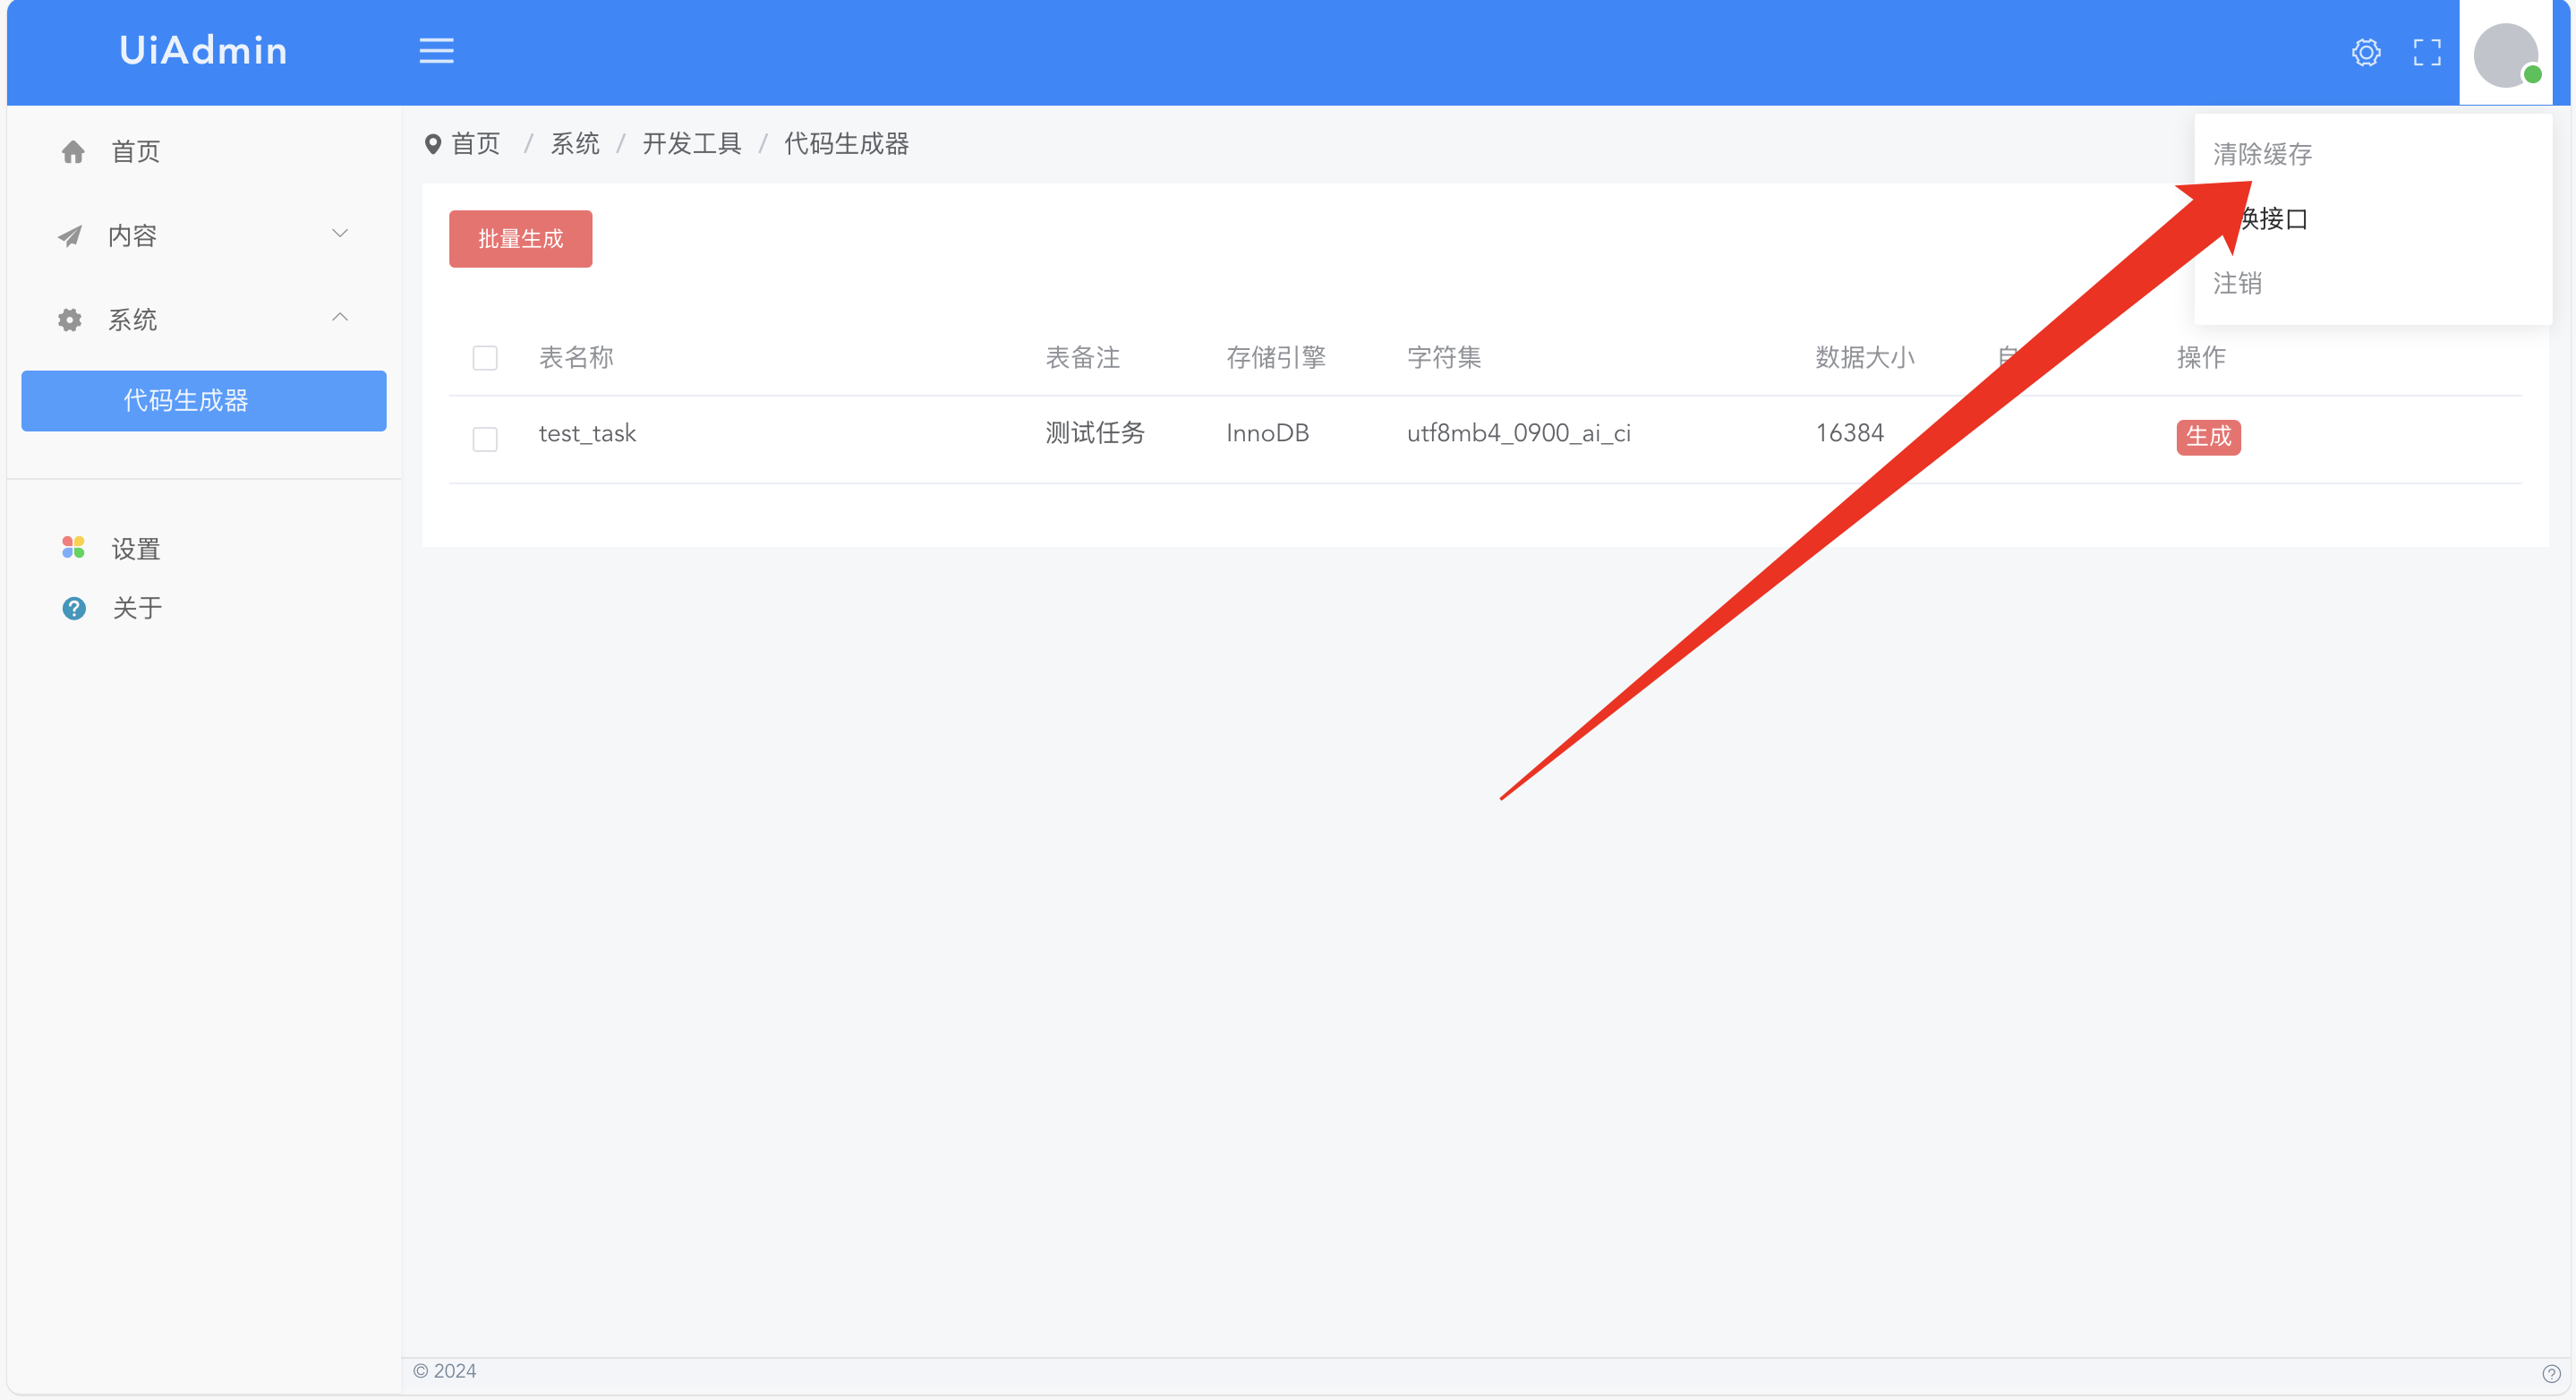 UiAdmin
首页
内容
系统
代码生成器
设置
关于
首页 / 系统 / 开发工具 / 代码生成器
清除缓存
换接口
注销
批量生成
表名称 表备注 存储引擎 字符集 数据大小 操作
test_task 测试任务 InnoDB utf8mb4_0900_ai_ci 16384 生成
© 2024